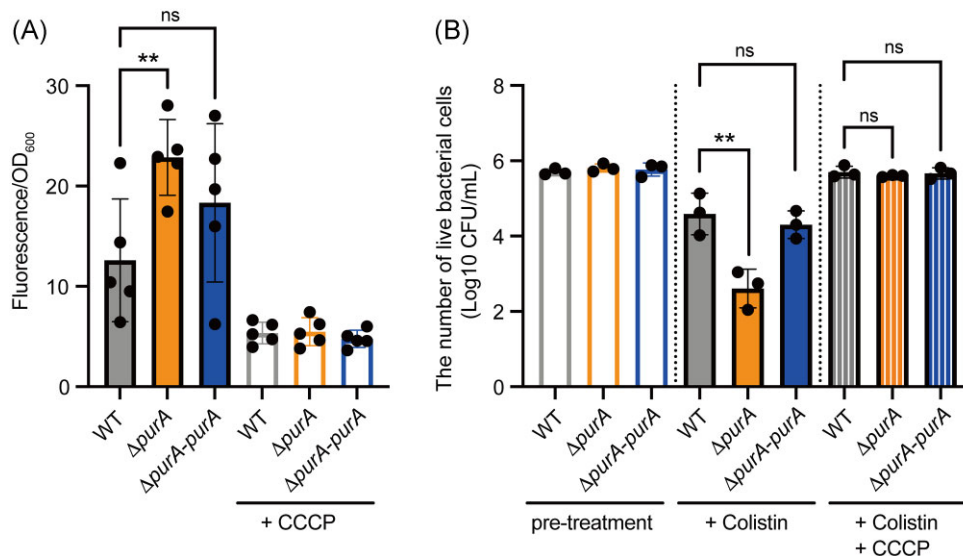 (A)
ns
**
30
20
10
0
Fluorescence/OD600
WT
ΔpurA
ΔpurA-purA
WT
ΔpurA
ΔpurA-purA
+ CCCP
(B)
ns
ns
**
ns
8
6
4
2
0
The number of live bacterial cells
(Log10 CFU/mL)
WT
ΔpurA
ΔpurA-purA
WT
ΔpurA
ΔpurA-purA
WT
ΔpurA
ΔpurA-purA
pre-treatment
+ Colistin
+ Colistin
+ CCCP